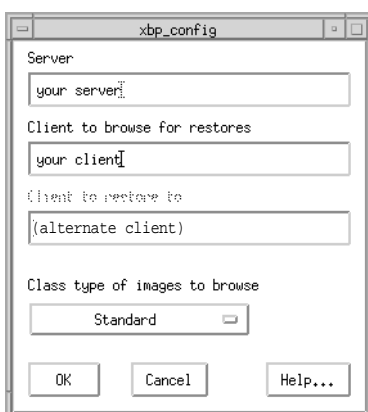 xbp_config
Server
your server
Client to browse for restores
your client
Client to restore to
(alternate client)
Class type of images to browse
Standard
OK Cancel Help...